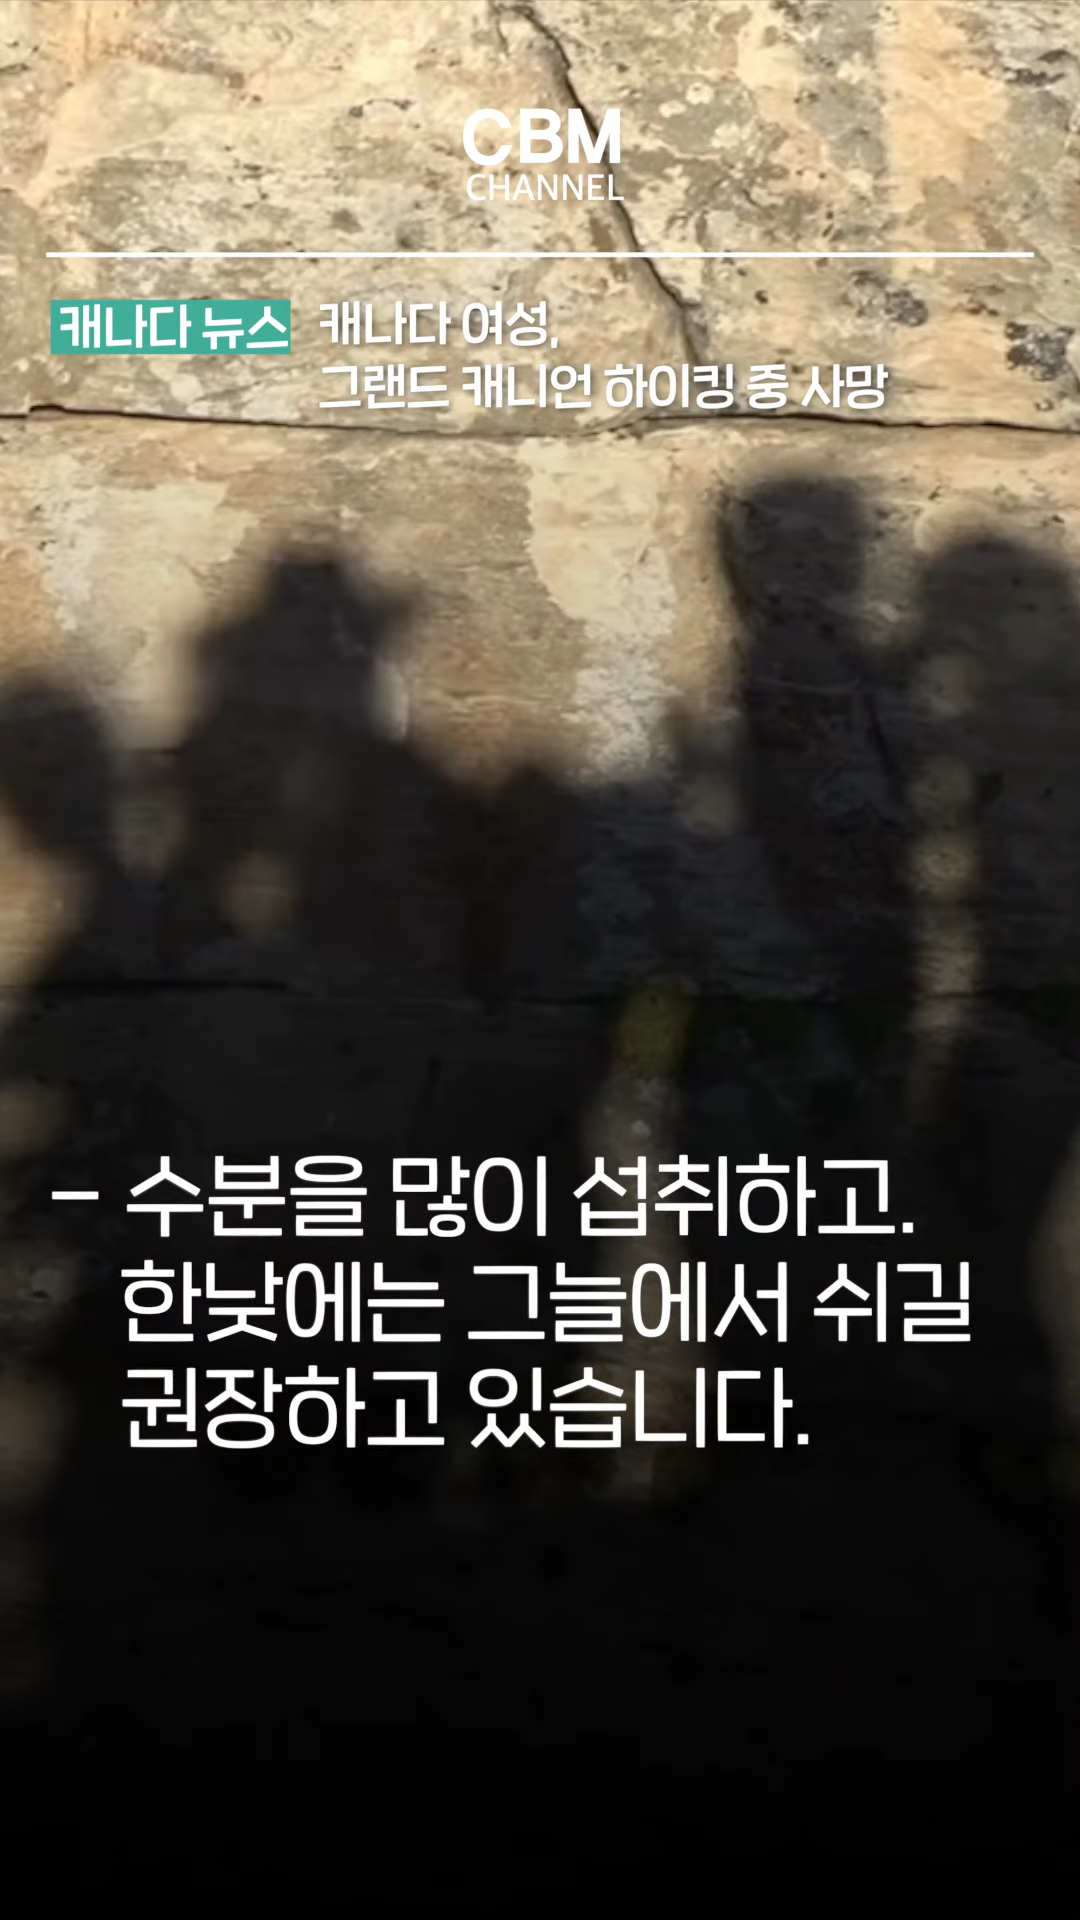 CBM
CHANNEL
캐나다 뉴스
캐나다 여성,
그랜드 캐니언 하이킹 중 사망
- 수분을 많이 섭취하고.
한낮에는 그늘에서 쉬길
권장하고 있습니다.